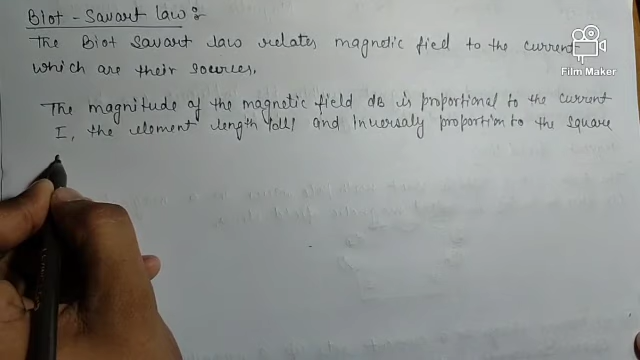 Biot - Savart law :
The Biot Savart law relates magnetic field to the current
which are their sources.
The magnitude of the magnetic field dB is proportional to the current
I, the element length |dl| and inversaly proportion to the square
Film Maker